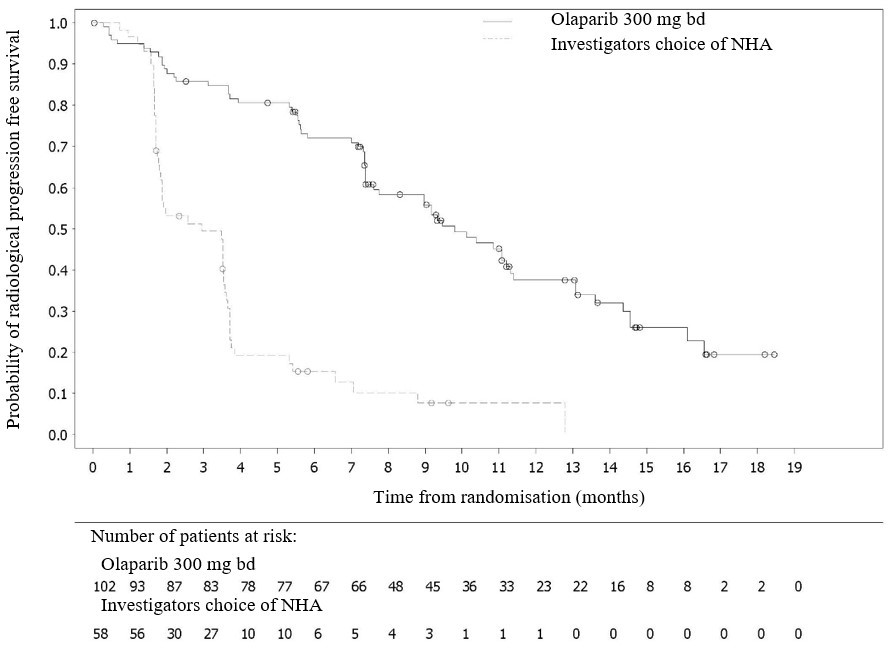 Olaparib 300 mg bd
Investigators choice of NHA
Probability of radiological progression free survival
1.0
0.9
0.8
0.7
0.6
0.5
0.4
0.3
0.2
0.1
0.0
0 1 2 3 4 5 6 7 8 9 10 11 12 13 14 15 16 17 18 19
Time from randomisation (months)
Number of patients at risk:
Olaparib 300 mg bd
102 93 87 83 78 77 67 66 48 45 36 33 23 22 16 8 8 2 2 0
Investigators choice of NHA
58 56 30 27 10 10 6 5 4 3 1 1 1 0 0 0 0 0 0 0